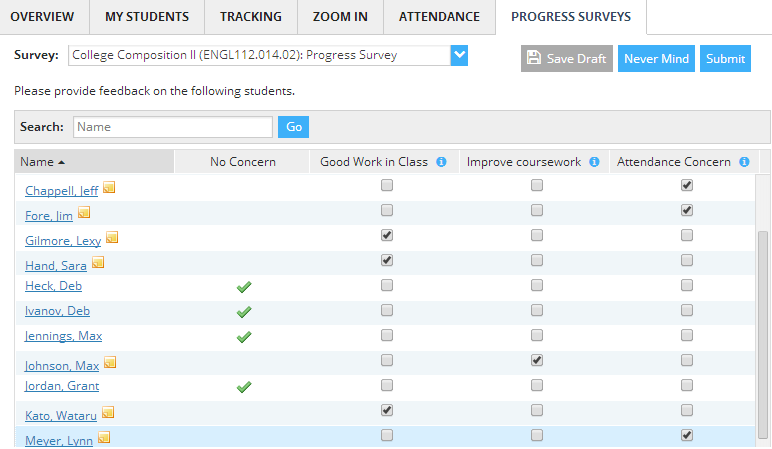 OVERVIEW MY STUDENTS TRACKING ZOOM IN ATTENDANCE PROGRESS SURVEYS
Survey: College Composition II (ENGL112.014.02): Progress Survey Save Draft Never Mind Submit
Please provide feedback on the following students.
Search: Name Go
Name No Concern Good Work in Class Improve coursework Attendance Concern
Chappell, Jeff
Fore, Jim
Gilmore, Lexy
Hand, Sara
Heck, Deb
Ivanov, Deb
Jennings, Max
Johnson, Max
Jordan, Grant
Kato, Wataru
Meyer, Lynn